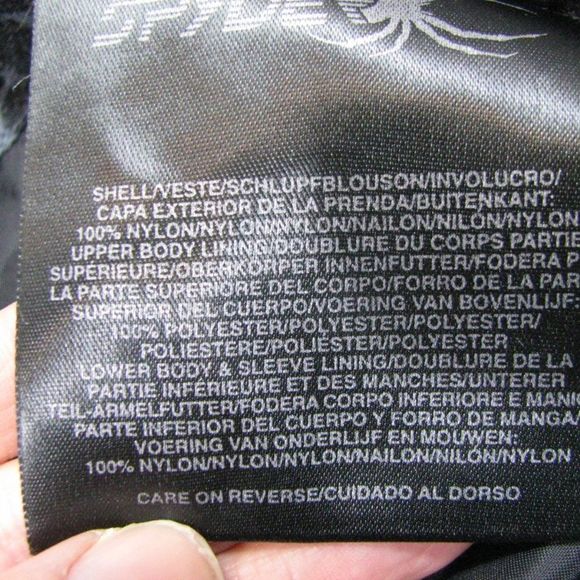 SPYDER
SHELL/VESTE/SCHLUPFBLOUSON/INVOLUCRO/
CAPA EXTERIOR DE LA PRENDA/BUITENKANT:
100% NYLON/NYLON/NYLON/NAILON/NILÓN/NYLON
UPPER BODY LINING/DOUBLURE DU CORPS PARTIE
SUPÉRIEURE/OBERKÖRPER INNENFUTTER/FODERA P
LA PARTE SUPERIORE DEL CORPO/FORRO DE LA PAR
SUPERIOR DEL CUERPO/VOERING VAN BOVENLIJF:
100% POLYESTER/POLYESTER/POLYESTER/
POLIESTERE/POLIÉSTER/POLYESTER
LOWER BODY & SLEEVE LINING/DOUBLURE DE LA
PARTIE INFÉRIEURE ET DES MANCHES/UNTERER
TEIL-ÄRMELFUTTER/FODERA CORPO INFERIORE E MANIC
PARTE INFERIOR DEL CUERPO Y FORRO DE MANGA/
VOERING VAN ONDERLIJF EN MOUWEN:
100% NYLON/NYLON/NYLON/NAILON/NILÓN/NYLON
CARE ON REVERSE/CUIDADO AL DORSO